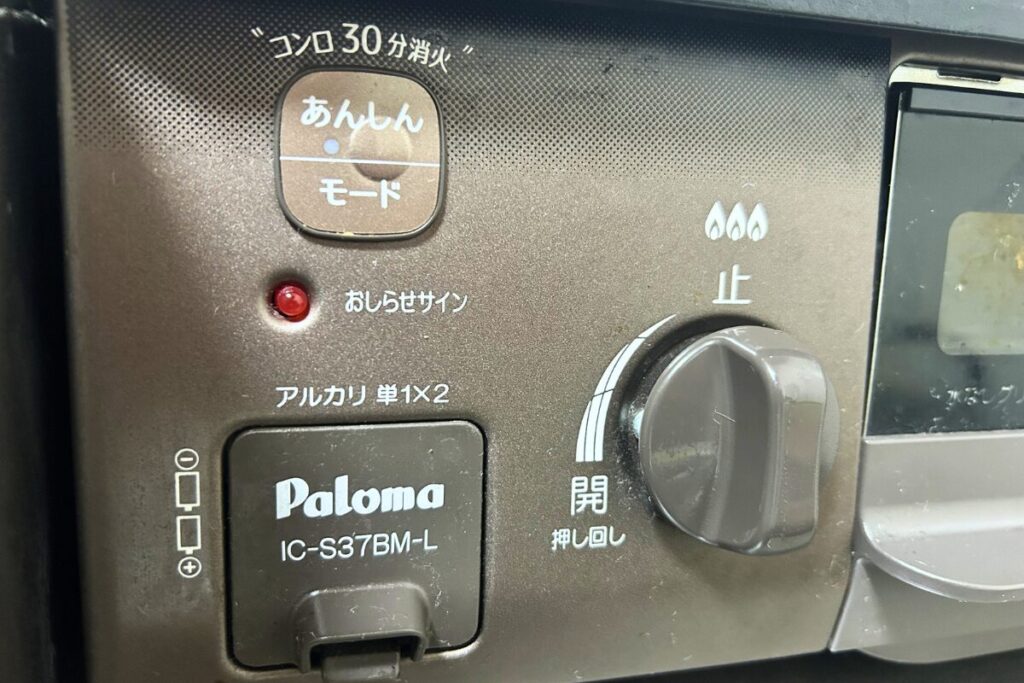 〝コンロ30分消火〟
あんしん
モード
おしらせサイン
止
アルカリ 単1×2
⊖
Paloma
IC-S37BM-L
⊕
開
押し回し